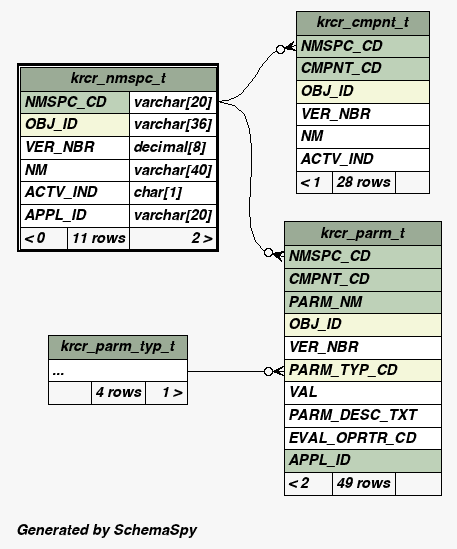 krcr_cmpnt_t
NMSPC_CD
CMPNT_CD
OBJ_ID
VER_NBR
NM
ACTV_IND
< 1 28 rows
krcr_nmspc_t
NMSPC_CD varchar[20]
OBJ_ID varchar[36]
VER_NBR decimal[8]
NM varchar[40]
ACTV_IND char[1]
APPL_ID varchar[20]
< 0 11 rows 2 >
krcr_parm_t
NMSPC_CD
CMPNT_CD
PARM_NM
OBJ_ID
VER_NBR
PARM_TYP_CD
VAL
PARM_DESC_TXT
EVAL_OPRTR_CD
APPL_ID
< 2 49 rows
krcr_parm_typ_t
...
4 rows 1 >
Generated by SchemaSpy